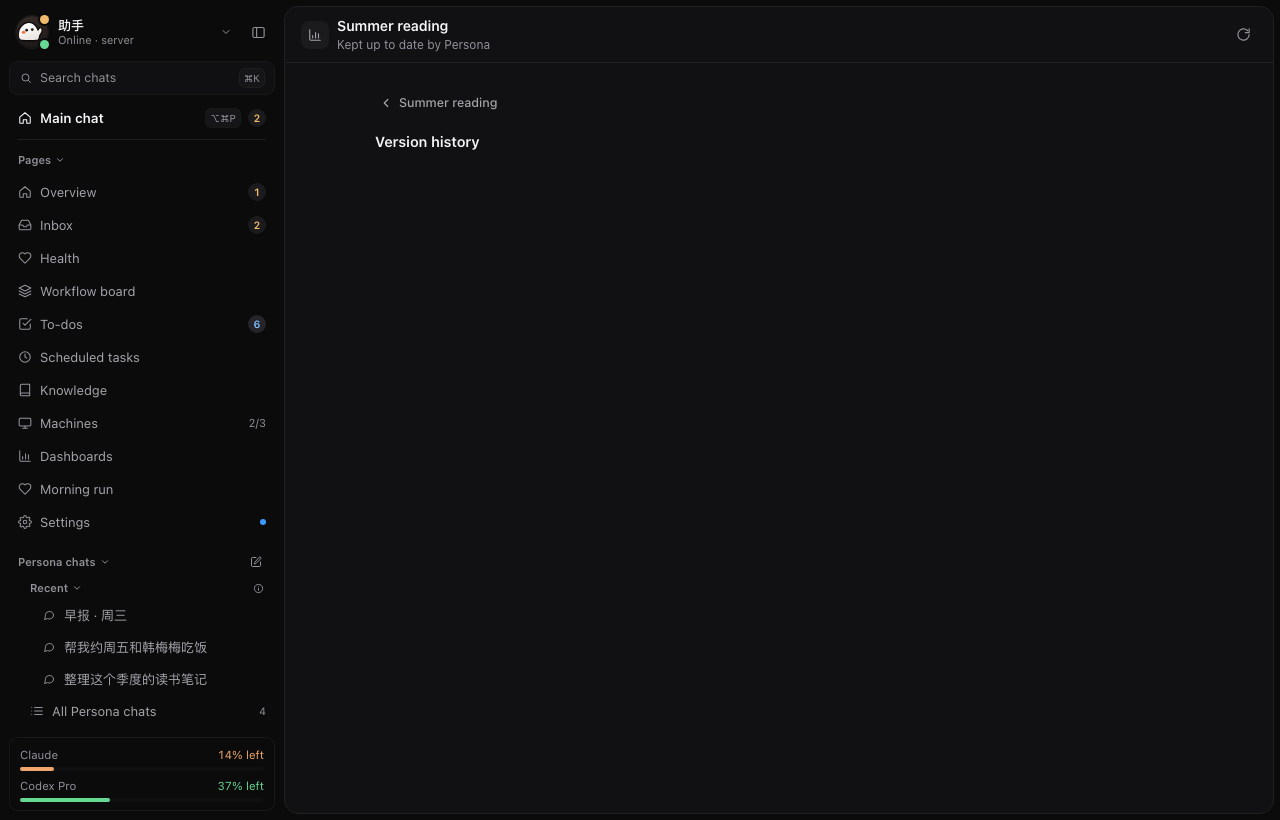 助手
Online · server
Search chats
⌘K
Main chat
⌥⌘P
2
Pages
Overview
1
Inbox
2
Health
Workflow board
To-dos
6
Scheduled tasks
Knowledge
Machines
2/3
Dashboards
Morning run
Settings
Persona chats
Recent
早报 · 周三
帮我约周五和韩梅梅吃饭
整理这个季度的读书笔记
All Persona chats
4
Claude
14% left
Codex Pro
37% left
Summer reading
Kept up to date by Persona
Summer reading
Version history